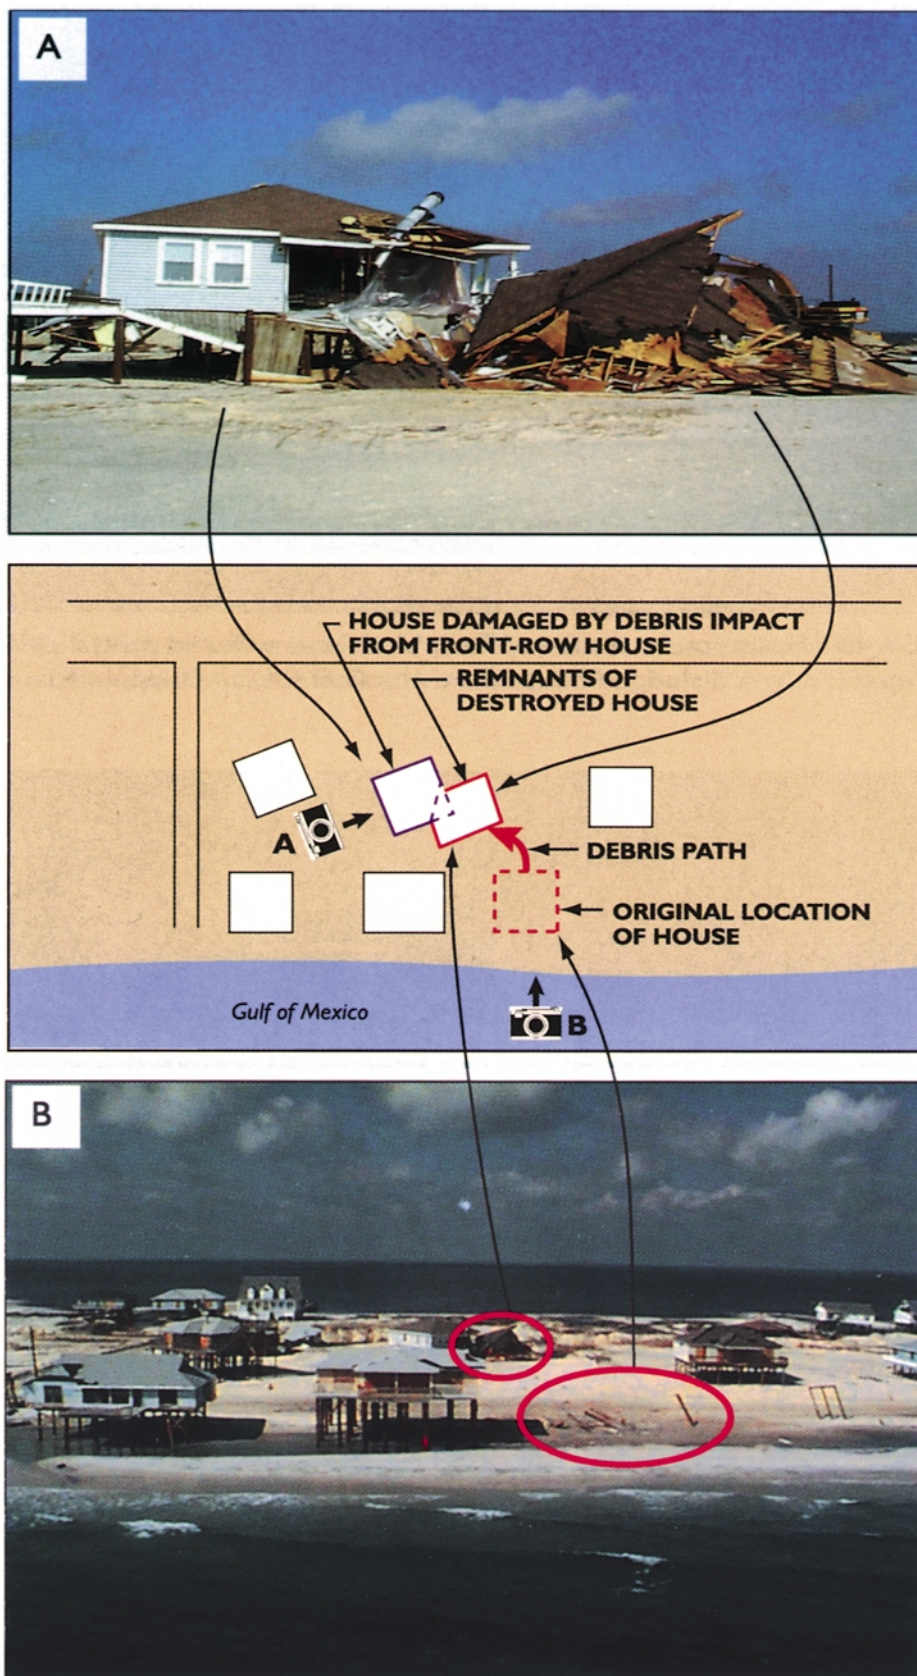 A
HOUSE DAMAGED BY DEBRIS IMPACT
FROM FRONT-ROW HOUSE
REMNANTS OF
DESTROYED HOUSE
A
DEBRIS PATH
ORIGINAL LOCATION
OF HOUSE
Gulf of Mexico
B
B